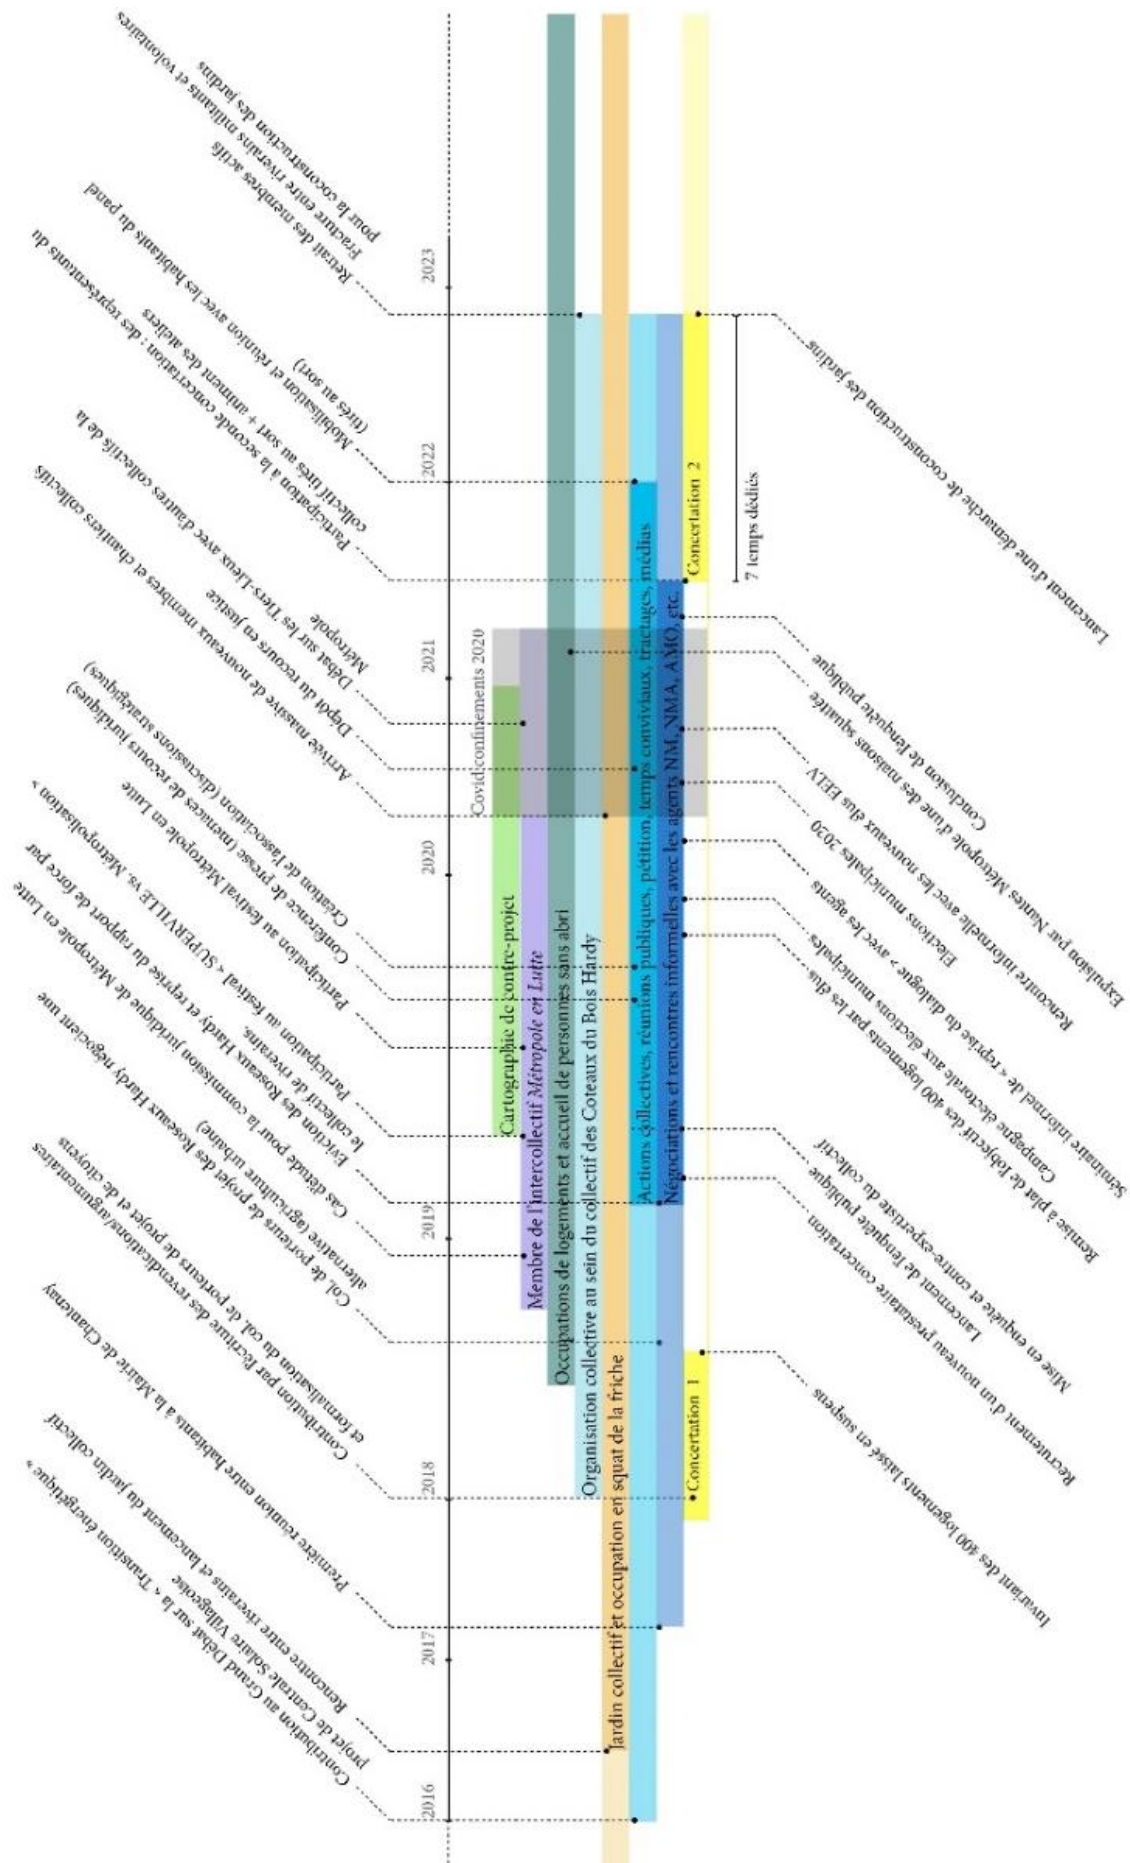 Contribution au Grand Débat sur la « Transition énergétique »
projet de Centrale Solaire Villageoise
Rencontre entre riverains et lancement du jardin collectif
Première réunion entre habitants à la Mairie de Chantenay
Contribution par l'écriture des revendications/argumentaires
et formalisation du col. de porteurs de projet et de citoyens
Col. de porteurs de projet des Roseaux Hardy négocient une
alternative (agriculture urbaine)
Cas d'étude pour la commission juridique de Métropole en Lutte
Eviction des Roseaux Hardy et reprise du rapport de force par
le collectif de riverains,
Participation au festival « SUPERVILLE vs. Métropolisation »
Participation au festival Métropole en Lutte
Conférence de presse (menaces de recours juridiques)
Création de l'association (discussions stratégiques)
Arrivée massive de nouveaux membres et chantiers collectifs
Dépôt du recours en justice
Débat sur les Tiers-Lieux avec d'autres collectifs de la
Métropole
Participation à la seconde concertation : des représentants du
collectif tirés au sort + animent des ateliers
Mobilisation et réunion avec les habitants du panel
(tirés au sort)
Retrait des membres actifs
Fracture entre riverains militants et volontaires
pour la coconstruction des jardins
2016
2017
2018
2019
2020
2021
2022
2023
Covid:confinements 2020
Cartographie de contre-projet
Membre de l'intercollectif Métropole en Lutte
Occupations de logements et accueil de personnes sans abri
Organisation collective au sein du collectif des Coteaux du Bois Hardy
Jardin collectif et occupation en squat de la friche
Actions collectives, réunions publiques, pétition, temps conviviaux, tractages, médias
Négociations et rencontres informelles avec les agents NM, NMA, AMO, etc.
Concertation 1
Concertation 2
7 temps dédiés
Invariant des 400 logements laissé en suspens
Recrutement d'un nouveau prestataire concertation
Lancement de l'enquête publique
Mise en enquête et contre-expertise du collectif
Remise à plat de l'objectif des 400 logements par les élus
Campagne électorale aux élections municipales
Séminaire informel de « reprise du dialogue » avec les agents
Elections municipales 2020
Rencontre informelle avec les nouveaux élus EELV
Expulsion par Nantes Métropole d'une des maisons squattée
Conclusion de l'enquête publique
Lancement d'une démarche de coconstruction des jardins